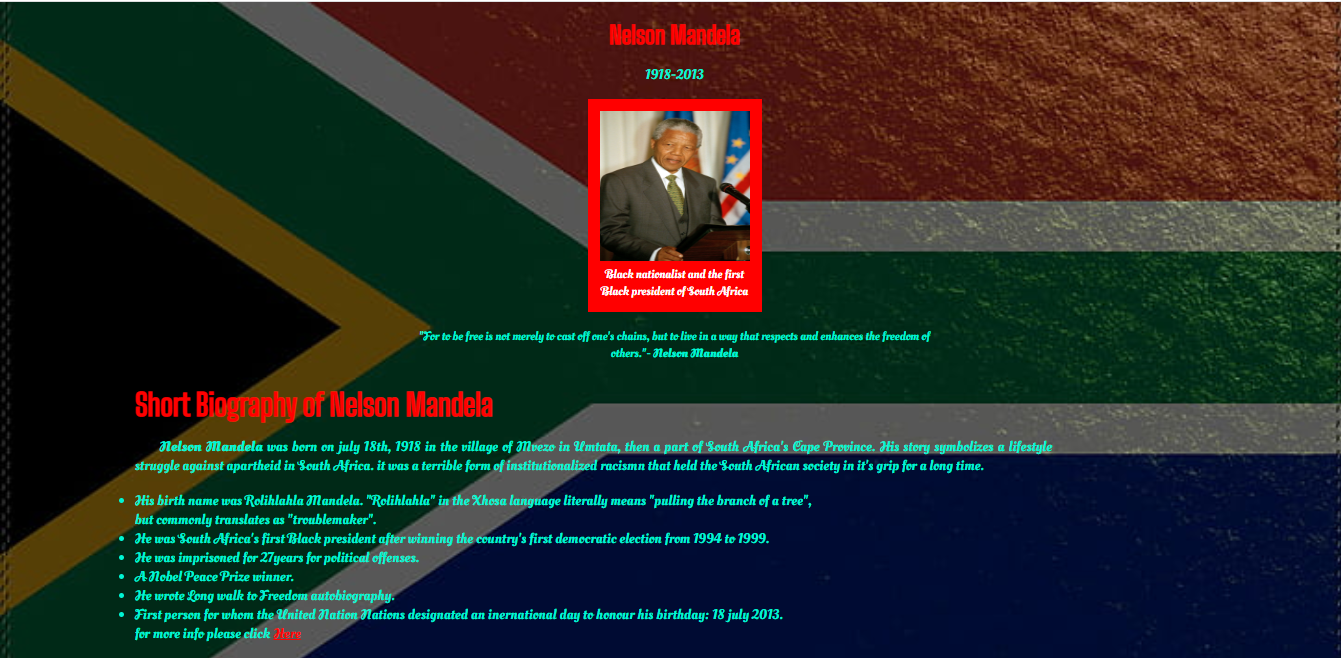 Nelson Mandela
1918-2013
Black nationalist and the first
Black president of South Africa
"For to be free is not merely to cast off one's chains, but to live in a way that respects and enhances the freedom of
others."- Nelson Mandela
Short Biography of Nelson Mandela
Nelson Mandela was born on july 18th, 1918 in the village of Mvezo in Umtata, then a part of South Africa's Cape Province. His story symbolizes a lifestyle
struggle against apartheid in South Africa. it was a terrible form of institutionalized racismn that held the South African society in it's grip for a long time.
His birth name was Rolihlahla Mandela. "Rolihlahla" in the Xhosa language literally means "pulling the branch of a tree",
but commonly translates as "troublemaker".
He was South Africa's first Black president after winning the country's first democratic election from 1994 to 1999.
He was imprisoned for 27years for political offenses.
A Nobel Peace Prize winner.
He wrote Long walk to Freedom autobiography.
First person for whom the United Nation Nations designated an inernational day to honour his birthday: 18 july 2013.
for more info please click Here